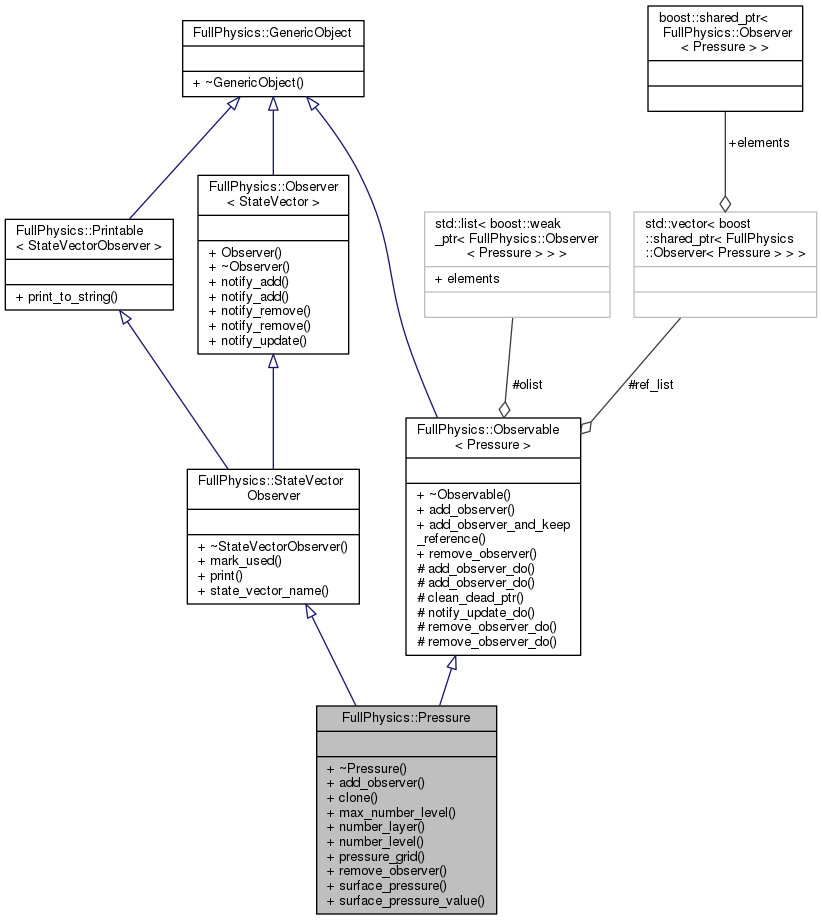 FullPhysics::GenericObject
+ ~GenericObject()
boost::shared_ptr<
FullPhysics::Observer
< Pressure > >
+elements
FullPhysics::Printable
< StateVectorObserver >
+ print_to_string()
FullPhysics::Observer
< StateVector >
+ Observer()
+ ~Observer()
+ notify_add()
+ notify_add()
+ notify_remove()
+ notify_remove()
+ notify_update()
std::list< boost::weak
_ptr< FullPhysics::Observer
< Pressure > > >
+ elements
std::vector< boost
::shared_ptr< FullPhysics
::Observer< Pressure > > >
#olist
#ref_list
FullPhysics::StateVector
Observer
+ ~StateVectorObserver()
+ mark_used()
+ print()
+ state_vector_name()
FullPhysics::Observable
< Pressure >
+ ~Observable()
+ add_observer()
+ add_observer_and_keep
_reference()
+ remove_observer()
# add_observer_do()
# add_observer_do()
# clean_dead_ptr()
# notify_update_do()
# remove_observer_do()
# remove_observer_do()
FullPhysics::Pressure
+ ~Pressure()
+ add_observer()
+ clone()
+ max_number_level()
+ number_layer()
+ number_level()
+ pressure_grid()
+ remove_observer()
+ surface_pressure()
+ surface_pressure_value()